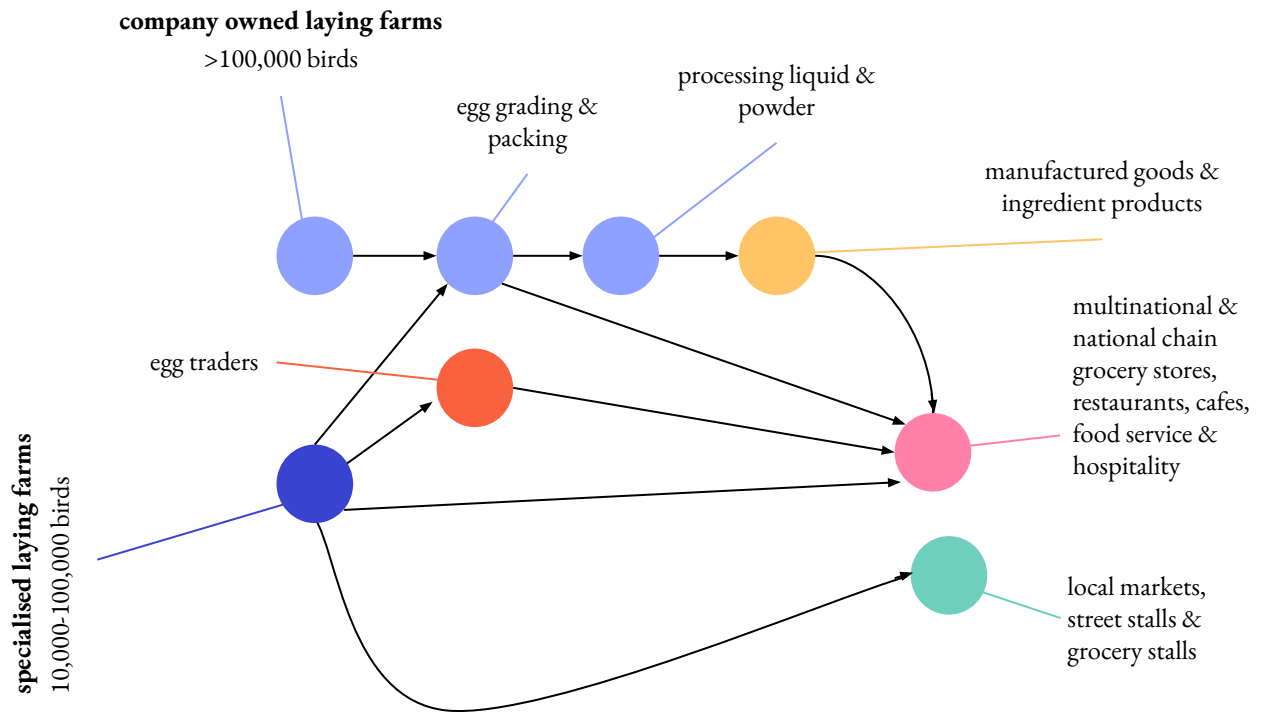 company owned laying farms
>100,000 birds
processing liquid &
powder
egg grading &
packing
manufactured goods &
ingredient products
multinational &
national chain
grocery stores,
restaurants, cafes,
food service &
hospitality
egg traders
specialised laying farms
10,000-100,000 birds
local markets,
street stalls &
grocery stalls